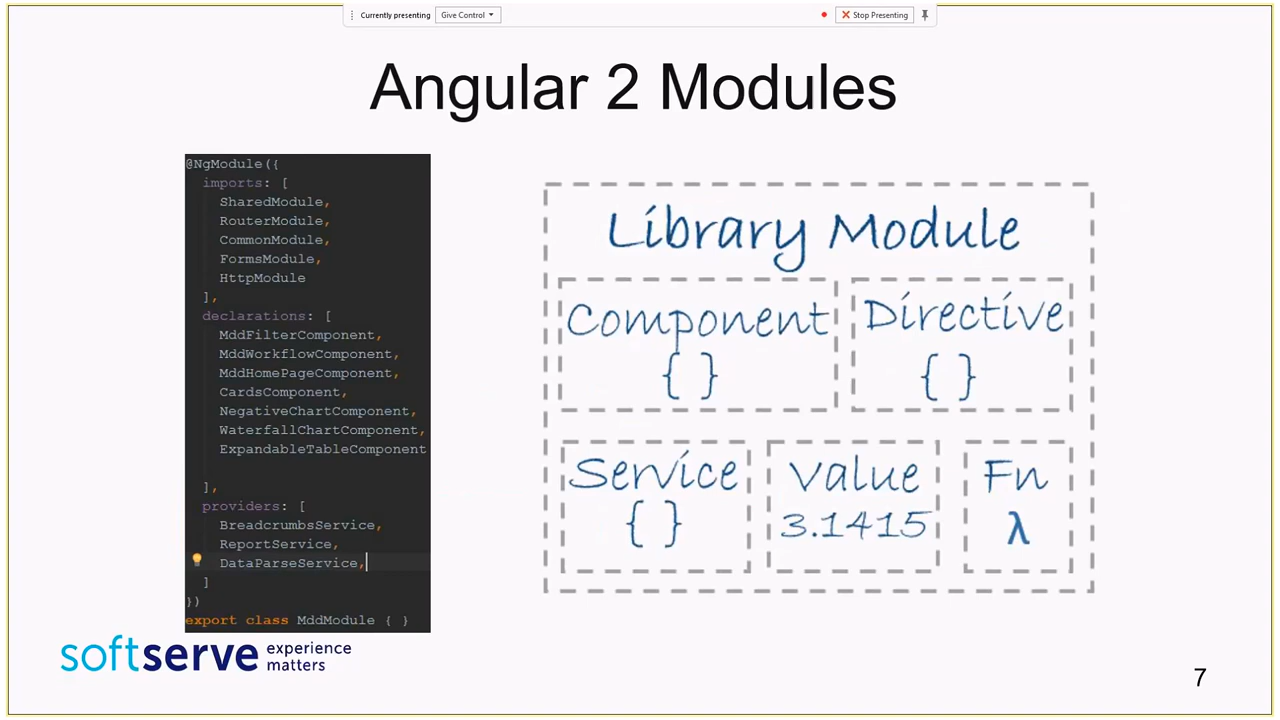 Currently presenting Give Control Stop Presenting
Angular 2 Modules
@NgModule({
imports: [
SharedModule,
RouterModule,
CommonModule,
FormsModule,
HttpModule
],
declarations: [
MddFilterComponent,
MddWorkflowComponent,
MddHomePageComponent,
CardsComponent,
NegativeChartComponent,
WaterfallChartComponent,
ExpandableTableComponent
],
providers: [
BreadcrumbsService,
ReportService,
DataParseService,
]
})
export class MddModule { }
Library Module
Component
{ }
Directive
{ }
Service
{ }
Value
3.1415
Fn
λ
softserve experience
matters
7